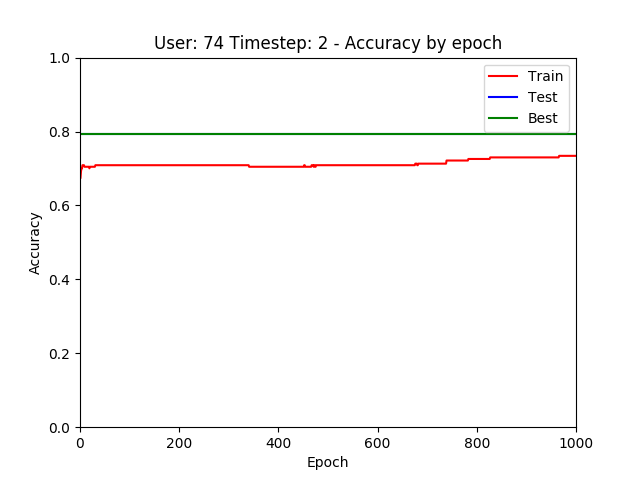 User: 74 Timestep: 2 - Accuracy by epoch
1.0
0.8
0.6
0.4
0.2
0.0
Accuracy
Train
Test
Best
0 200 400 600 800 1000
Epoch